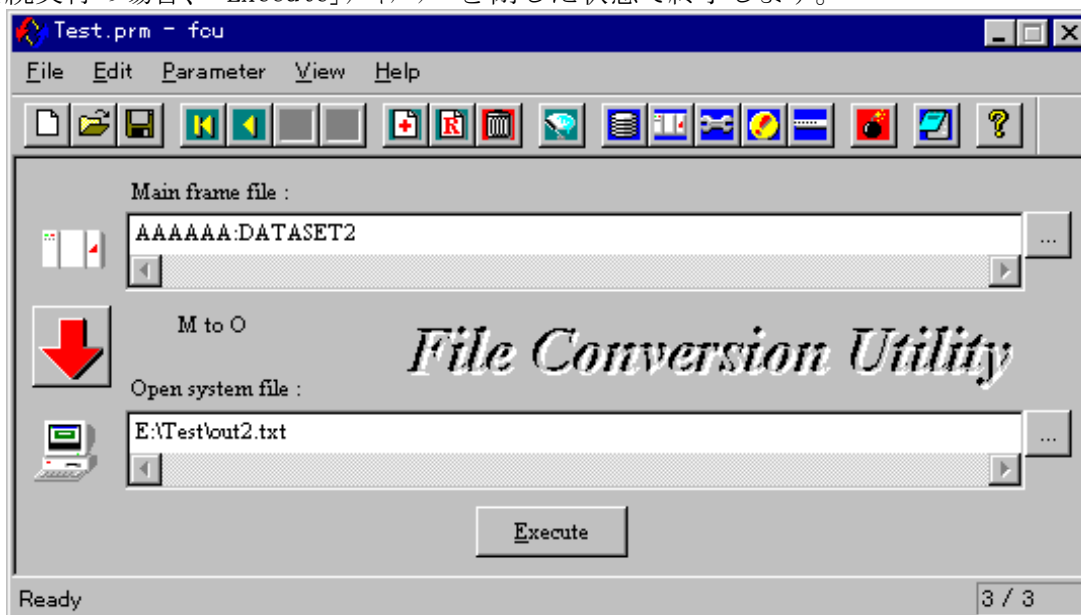 Test.prm - fcu
File Edit Parameter View Help
Main frame file :
AAAAAA:DATASET2
...
M to O
File Conversion Utility
Open system file :
E:\Test\out2.txt
...
Execute
Ready
3 / 3